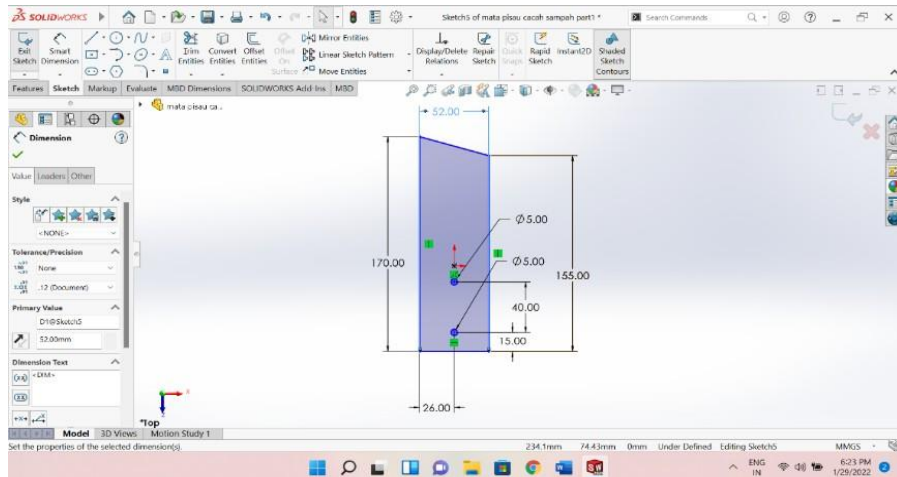 SOLIDWORKS
Sketch5 of mata pisau cacah sampah part1 *
Search Commands
Exit Sketch
Smart Dimension
Trim Entities
Convert Entities
Offset Entities
Offset On Surface
Mirror Entities
Linear Sketch Pattern
Move Entities
Display/Delete Relations
Repair Sketch
Quick Snaps
Rapid Sketch
Instant2D
Shaded Sketch Contours
Features Sketch Markup Evaluate MBD Dimensions SOLIDWORKS Add-Ins MBD
mata pisau ca...
Dimension
Value Leaders Other
Style
<NONE>
Tolerance/Precision
None
.12 (Document)
Primary Value
D1@Sketch5
52.00mm
Dimension Text
<DIM>
52.00
Ø5.00
Ø5.00
170.00
155.00
40.00
15.00
26.00
*Top
Model 3D Views Motion Study 1
Set the properties of the selected dimension(s).
234.1mm 74.43mm 0mm Under Defined Editing Sketch5 MMGS
ENG IN
6:23 PM
1/29/2022